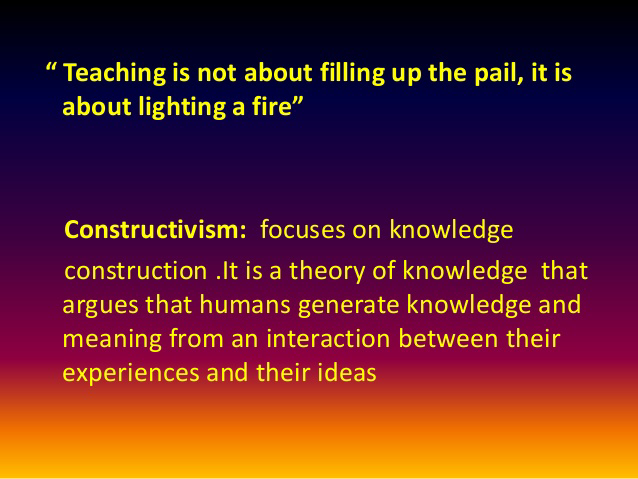 “ Teaching is not about filling up the pail, it is
about lighting a fire”
Constructivism:  focuses on knowledge
construction .It is a theory of knowledge  that
argues that humans generate knowledge and
meaning from an interaction between their
experiences and their ideas